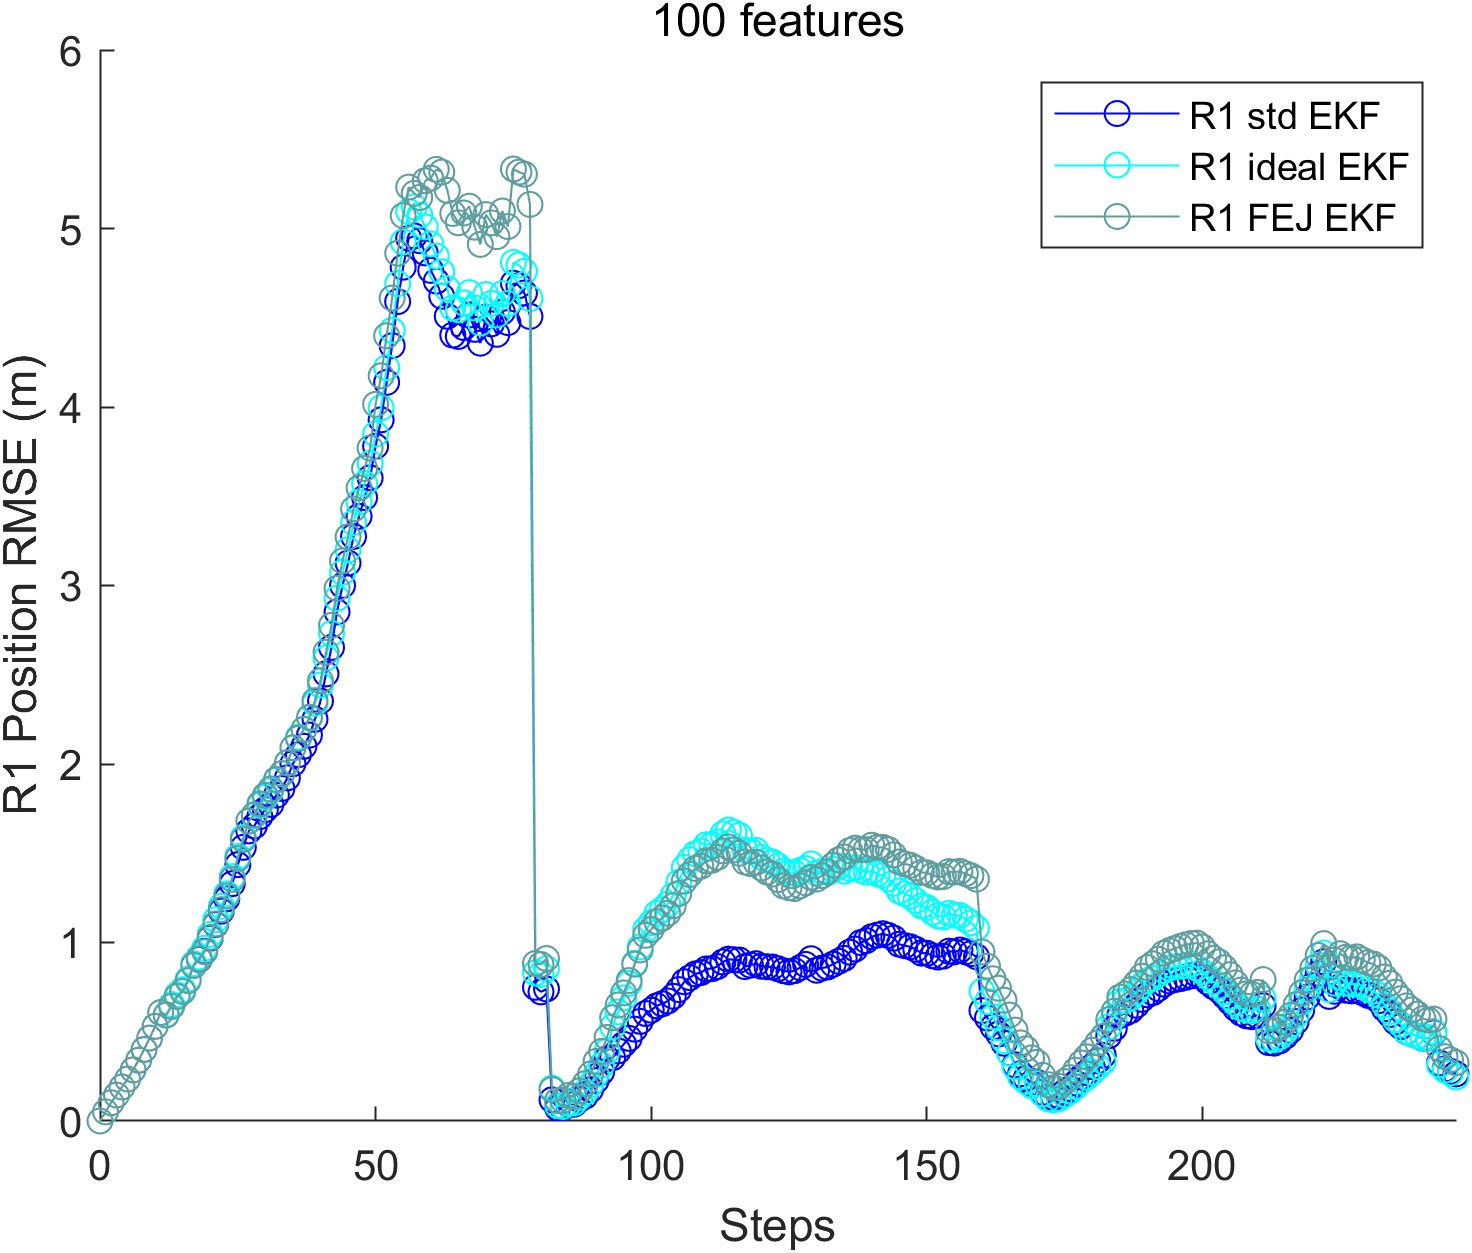 100 features
R1 std EKF
R1 ideal EKF
R1 FEJ EKF
R1 Position RMSE (m)
6
5
4
3
2
1
0
0 50 100 150 200
Steps